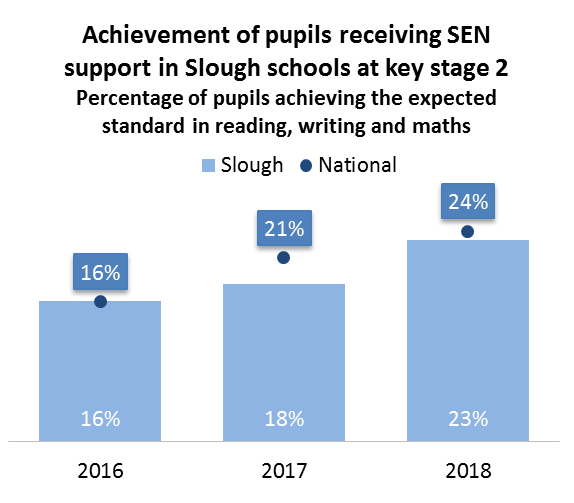 Achievement of pupils receiving SEN
support in Slough schools at key stage 2
Percentage of pupils achieving the expected
standard in reading, writing and maths
Slough National
16%
21%
24%
16%
18%
23%
2016
2017
2018